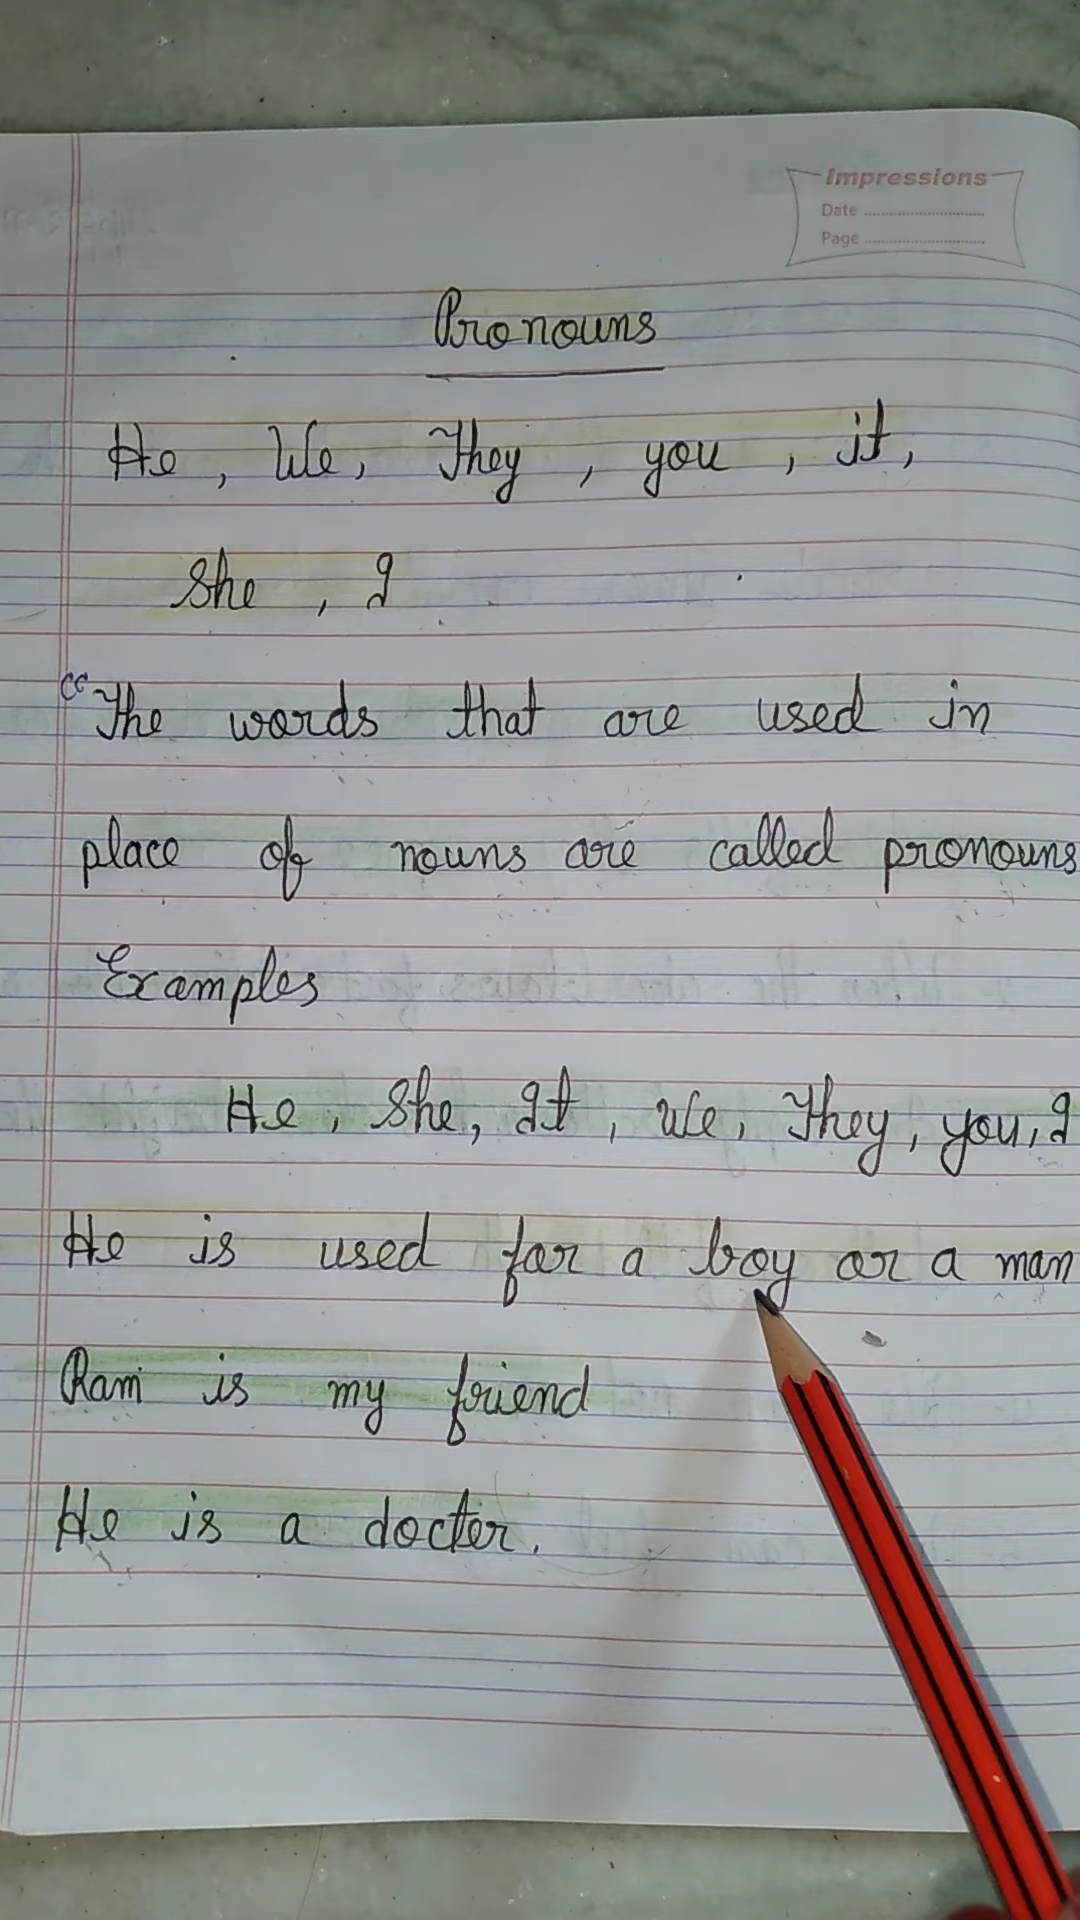 Impressions
Date
Page
Pronouns
He, We, They, you, it,
She, I
“The words that are used in
place of nouns are called pronouns
Examples
He, She, It, We, They, you, I
He is used for a boy or a man
Ram is my friend
He is a docter.